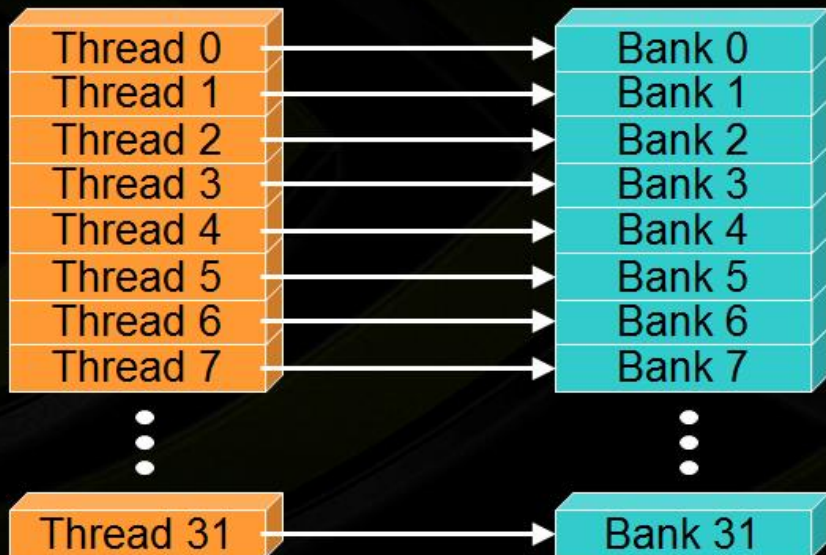 Thread 0 Bank 0
Thread 1 Bank 1
Thread 2 Bank 2
Thread 3 Bank 3
Thread 4 Bank 4
Thread 5 Bank 5
Thread 6 Bank 6
Thread 7 Bank 7
Thread 31 Bank 31